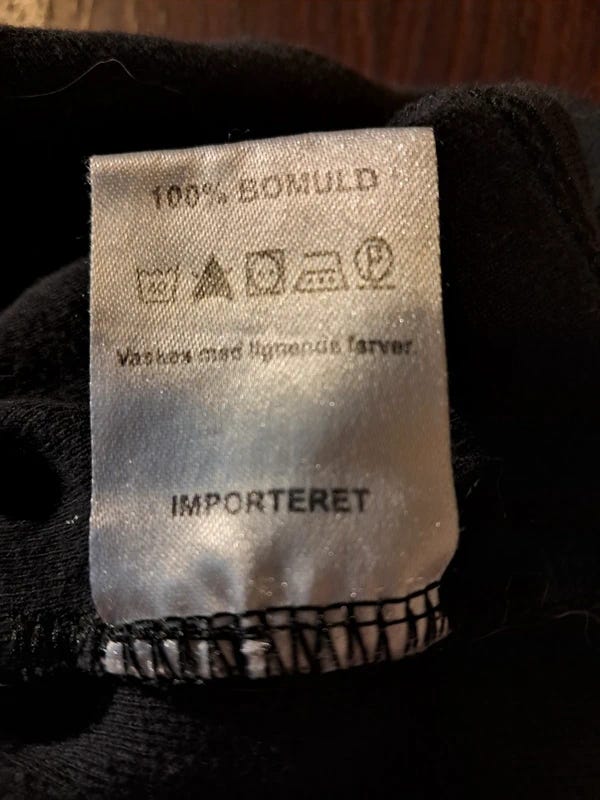 100% BOMULD
Vaskes med lignende farver
IMPORTERET